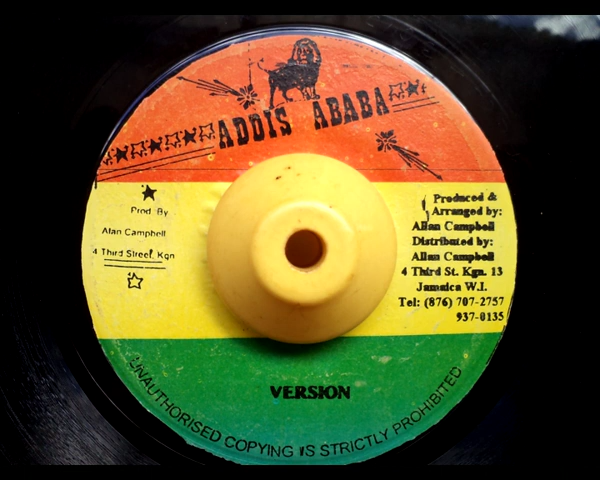 ADDIS ABABA
Prod. By
Alan Campbell
4 Third Street. Kgn
Produced &
Arranged by:
Allan Campbell
Distributed by:
Allan Campbell
4 Third St. Kgn. 13
Jamaica W.I.
Tel: (876) 707-2757
937-0135
VERSION
UNAUTHORISED COPYING IS STRICTLY PROHIBITED